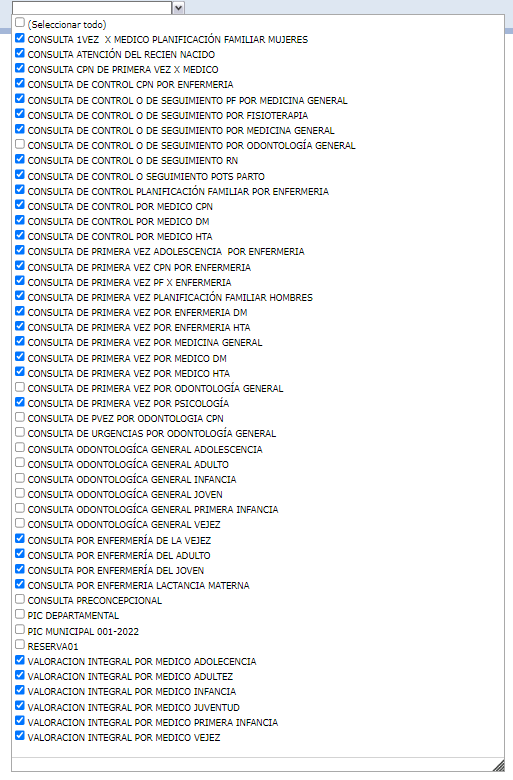 (Seleccionar todo)
CONSULTA 1VEZ X MEDICO PLANIFICACIÓN FAMILIAR MUJERES
CONSULTA ATENCIÓN DEL RECIEN NACIDO
CONSULTA CPN DE PRIMERA VEZ X MEDICO
CONSULTA DE CONTROL CPN POR ENFERMERIA
CONSULTA DE CONTROL O DE SEGUIMIENTO PF POR MEDICINA GENERAL
CONSULTA DE CONTROL O DE SEGUIMIENTO POR FISIOTERAPIA
CONSULTA DE CONTROL O DE SEGUIMIENTO POR MEDICINA GENERAL
CONSULTA DE CONTROL O DE SEGUIMIENTO POR ODONTOLOGÍA GENERAL
CONSULTA DE CONTROL O DE SEGUIMIENTO RN
CONSULTA DE CONTROL O SEGUIMIENTO POTS PARTO
CONSULTA DE CONTROL PLANIFICACIÓN FAMILIAR POR ENFERMERIA
CONSULTA DE CONTROL POR MEDICO CPN
CONSULTA DE CONTROL POR MEDICO DM
CONSULTA DE CONTROL POR MEDICO HTA
CONSULTA DE PRIMERA VEZ ADOLESCENCIA POR ENFERMERIA
CONSULTA DE PRIMERA VEZ CPN POR ENFERMERIA
CONSULTA DE PRIMERA VEZ PF X ENFERMERIA
CONSULTA DE PRIMERA VEZ PLANIFICACIÓN FAMILIAR HOMBRES
CONSULTA DE PRIMERA VEZ POR ENFERMERIA DM
CONSULTA DE PRIMERA VEZ POR ENFERMERIA HTA
CONSULTA DE PRIMERA VEZ POR MEDICINA GENERAL
CONSULTA DE PRIMERA VEZ POR MEDICO DM
CONSULTA DE PRIMERA VEZ POR MEDICO HTA
CONSULTA DE PRIMERA VEZ POR ODONTOLOGÍA GENERAL
CONSULTA DE PRIMERA VEZ POR PSICOLOGÍA
CONSULTA DE PVEZ POR ODONTOLOGIA CPN
CONSULTA DE URGENCIAS POR ODONTOLOGÍA GENERAL
CONSULTA ODONTOLOGÍCA GENERAL ADOLESCENCIA
CONSULTA ODONTOLOGÍCA GENERAL ADULTO
CONSULTA ODONTOLOGÍCA GENERAL INFANCIA
CONSULTA ODONTOLOGÍCA GENERAL JOVEN
CONSULTA ODONTOLOGÍCA GENERAL PRIMERA INFANCIA
CONSULTA ODONTOLOGÍCA GENERAL VEJEZ
CONSULTA POR ENFERMERÍA DE LA VEJEZ
CONSULTA POR ENFERMERÍA DEL ADULTO
CONSULTA POR ENFERMERÍA DEL JOVEN
CONSULTA POR ENFERMERIA LACTANCIA MATERNA
CONSULTA PRECONCEPCIONAL
PIC DEPARTAMENTAL
PIC MUNICIPAL 001-2022
RESERVA01
VALORACION INTEGRAL POR MEDICO ADOLECENCIA
VALORACION INTEGRAL POR MEDICO ADULTEZ
VALORACION INTEGRAL POR MEDICO INFANCIA
VALORACION INTEGRAL POR MEDICO JUVENTUD
VALORACION INTEGRAL POR MEDICO PRIMERA INFANCIA
VALORACION INTEGRAL POR MEDICO VEJEZ